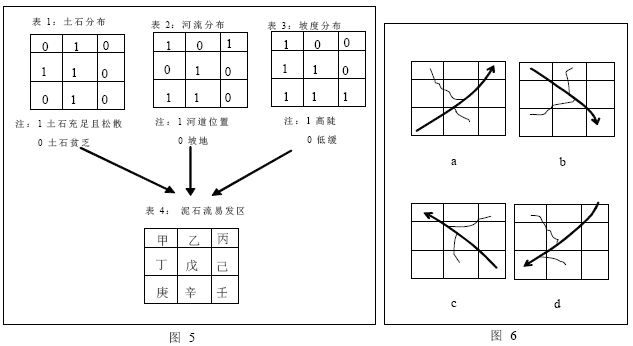 表 1：土石分布
表 2：河流分布
表 3：坡度分布
0 1 0
1 1 0
0 1 0
1 0 1
0 1 0
1 1 0
1 0 0
1 1 0
1 1 1
注：1 土石充足且松散
0 土石贫乏
注：1 河道位置
0 坡地
注：1 高陡
0 低缓
表 4： 泥石流易发区
甲 乙 丙
丁 戊 己
庚 辛 壬
图 5
a
b
c
d
图 6